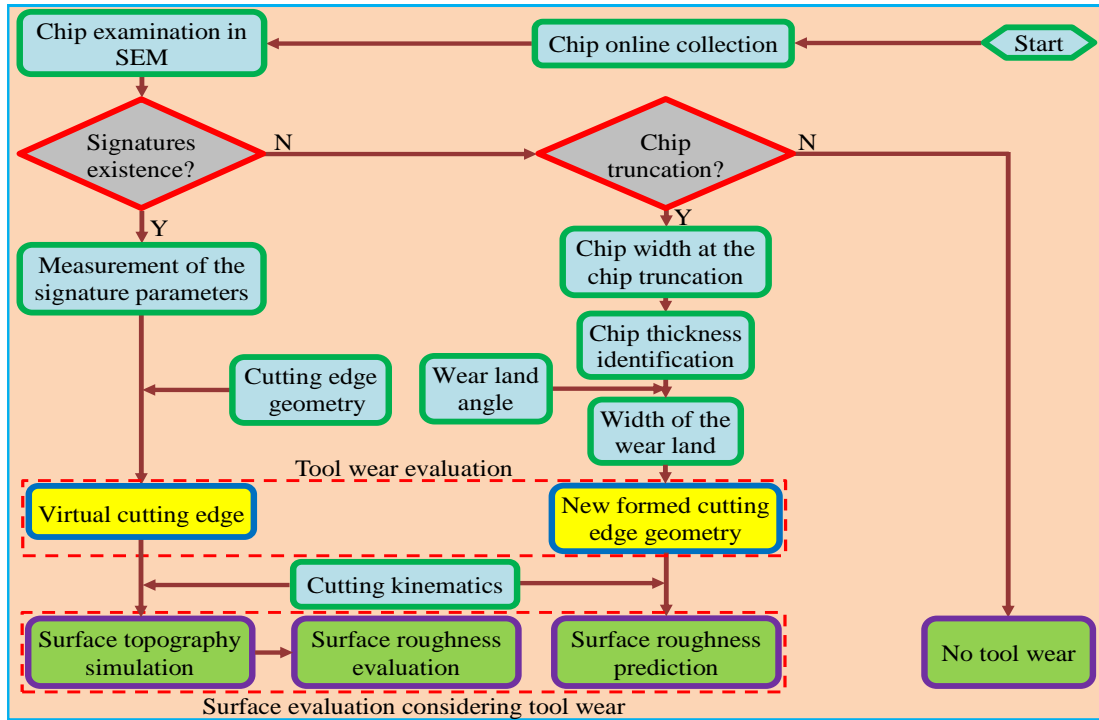 Chip examination in
SEM
Chip online collection
Start
Signatures
existence?
N
Chip
truncation?
N
Y
Y
Measurement of the
signature parameters
Chip width at the
chip truncation
Chip thickness
identification
Cutting edge
geometry
Wear land
angle
Width of the
wear land
Tool wear evaluation
Virtual cutting edge
New formed cutting
edge geometry
Cutting kinematics
Surface topography
simulation
Surface roughness
evaluation
Surface roughness
prediction
No tool wear
Surface evaluation considering tool wear